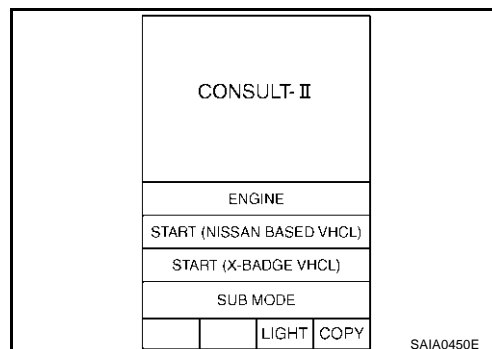 CONSULT-II
ENGINE
START (NISSAN BASED VHCL)
START (X-BADGE VHCL)
SUB MODE
LIGHT COPY
SAIA0450E